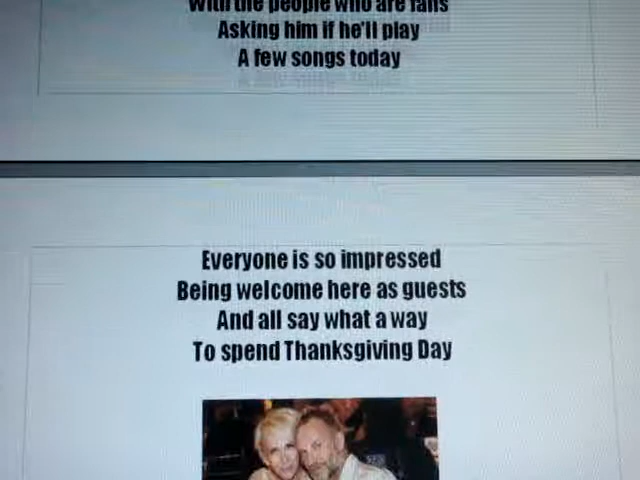 With the people who are fans
Asking him if he'll play
A few songs today
Everyone is so impressed
Being welcome here as guests
And all say what a way
To spend Thanksgiving Day